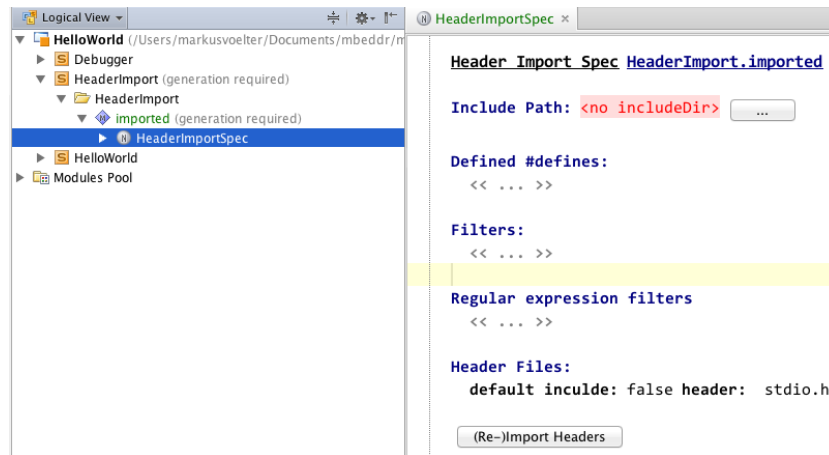 Logical View
HelloWorld (/Users/markusvoelter/Documents/mbeddr/m
S Debugger
S HeaderImport (generation required)
HeaderImport
imported (generation required)
N HeaderImportSpec
S HelloWorld
Modules Pool
N HeaderImportSpec ×
Header Import Spec HeaderImport.imported
Include Path: <no includeDir> ...
Defined #defines:
<< ... >>
Filters:
<< ... >>
Regular expression filters
<< ... >>
Header Files:
default inculde: false header: stdio.h
(Re-)Import Headers